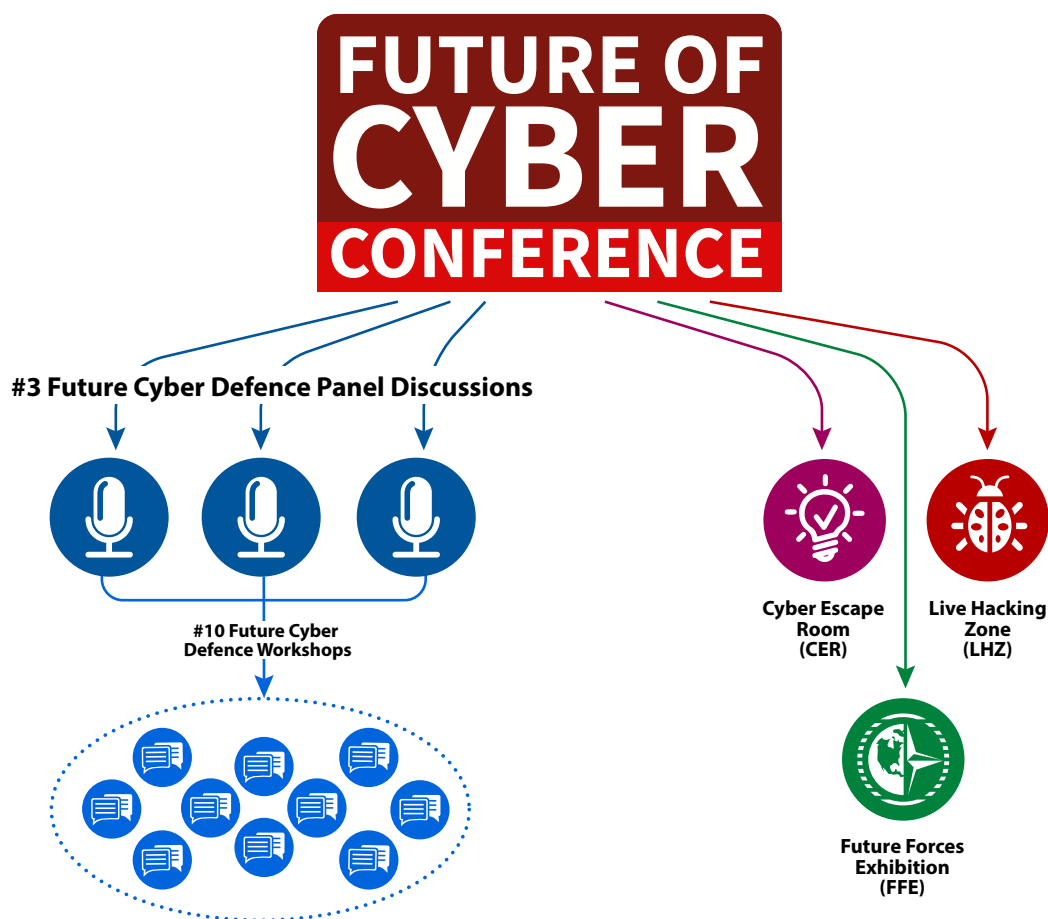 FUTURE OF
CYBER
CONFERENCE
#3 Future Cyber Defence Panel Discussions
#10 Future Cyber
Defence Workshops
Cyber Escape
Room
(CER)
Live Hacking
Zone
(LHZ)
Future Forces
Exhibition
(FFE)